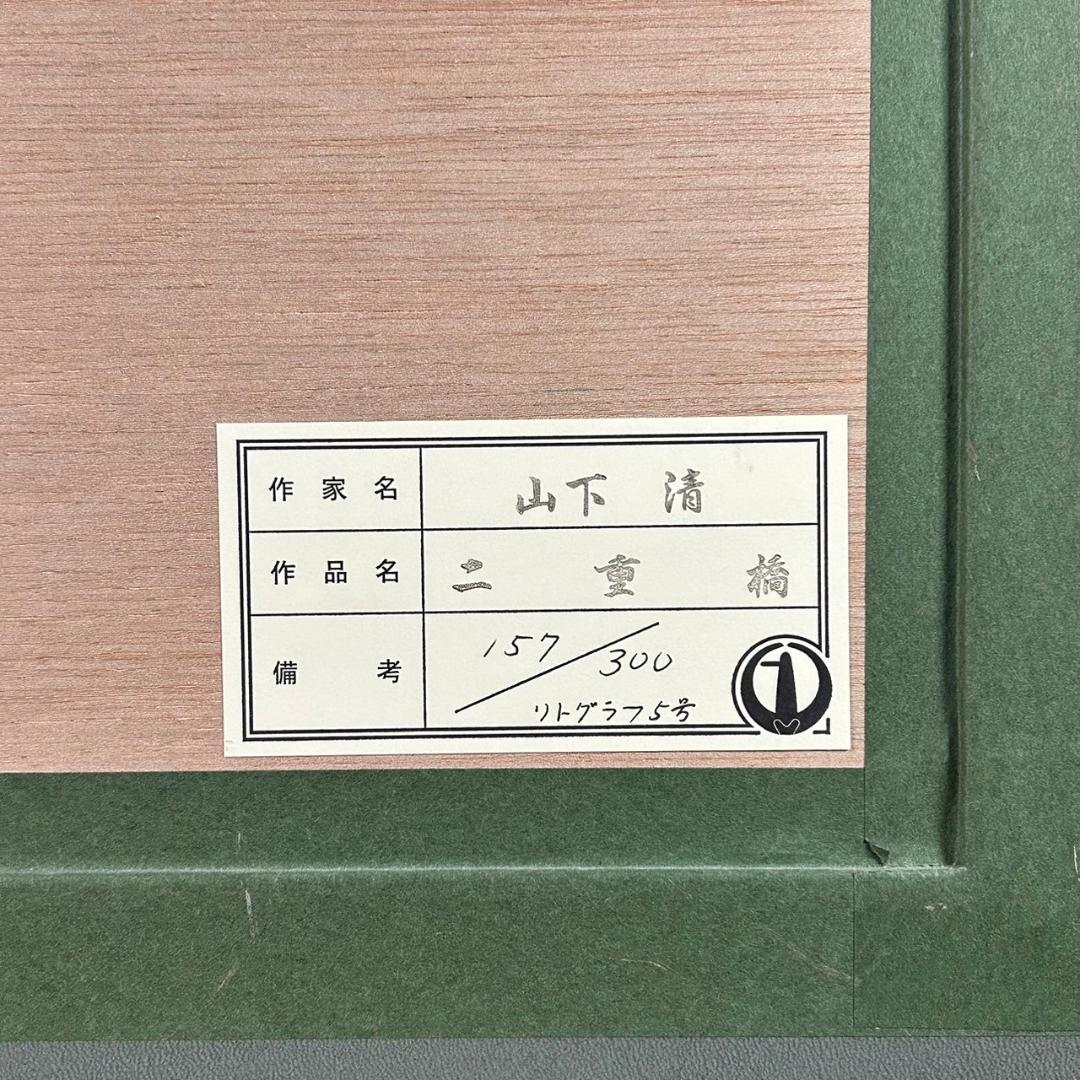 作家名 山下 清
作品名 二重橋
備考 157/300
リトグラフ5号